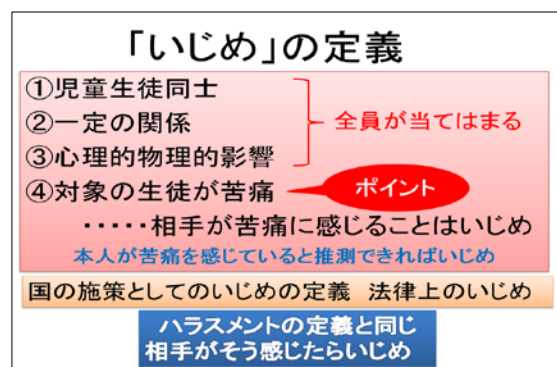 「いじめ」の定義
①児童生徒同士
②一定の関係
全員が当てはまる
③心理的物理的影響
④対象の生徒が苦痛
ポイント
・・・・・相手が苦痛に感じることはいじめ
本人が苦痛を感じていると推測できればいじめ
国の施策としてのいじめの定義 法律上のいじめ
ハラスメントの定義と同じ
相手がそう感じたらいじめ